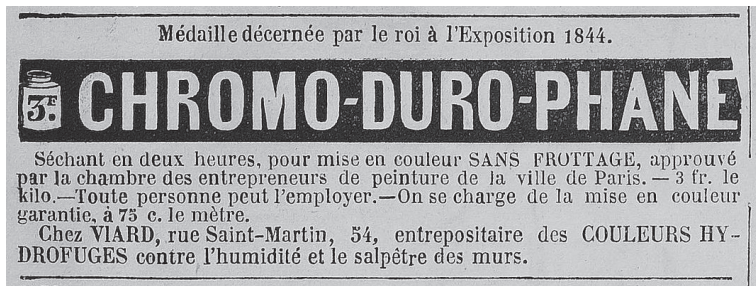 Médaille décernée par le roi à l'Exposition 1844.
3F. CHROMO-DURO-PHANE
Séchant en deux heures, pour mise en couleur SANS FROTTAGE, approuvé
par la chambre des entrepreneurs de peinture de la ville de Paris. — 3 fr. le
kilo.—Toute personne peut l'employer.—On se charge de la mise en couleur
garantie, à 75 c. le mètre.
Chez VIARD, rue Saint-Martin, 54, entrepositaire des COULEURS HY-
DROFUGES contre l'humidité et le salpêtre des murs.